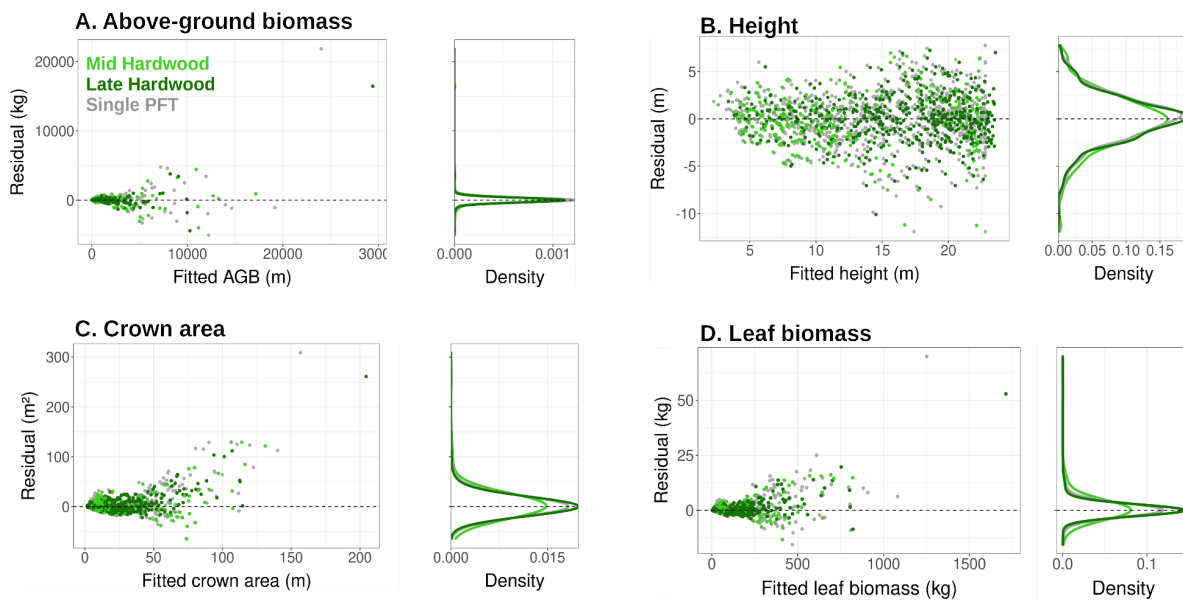 A. Above-ground biomass
Mid Hardwood
Late Hardwood
Single PFT
Residual (kg)
20000
10000
0
0 10000 20000 3000
Fitted AGB (m)
0.000 0.001
Density
B. Height
Residual (m)
5
0
-5
-10
5 10 15 20
Fitted height (m)
0.00 0.05 0.10 0.15
Density
C. Crown area
Residual (m²)
300
200
100
0
0 50 100 150 200
Fitted crown area (m)
0.000 0.015
Density
D. Leaf biomass
Residual (kg)
50
25
0
0 500 1000 1500
Fitted leaf biomass (kg)
0.0 0.1
Density